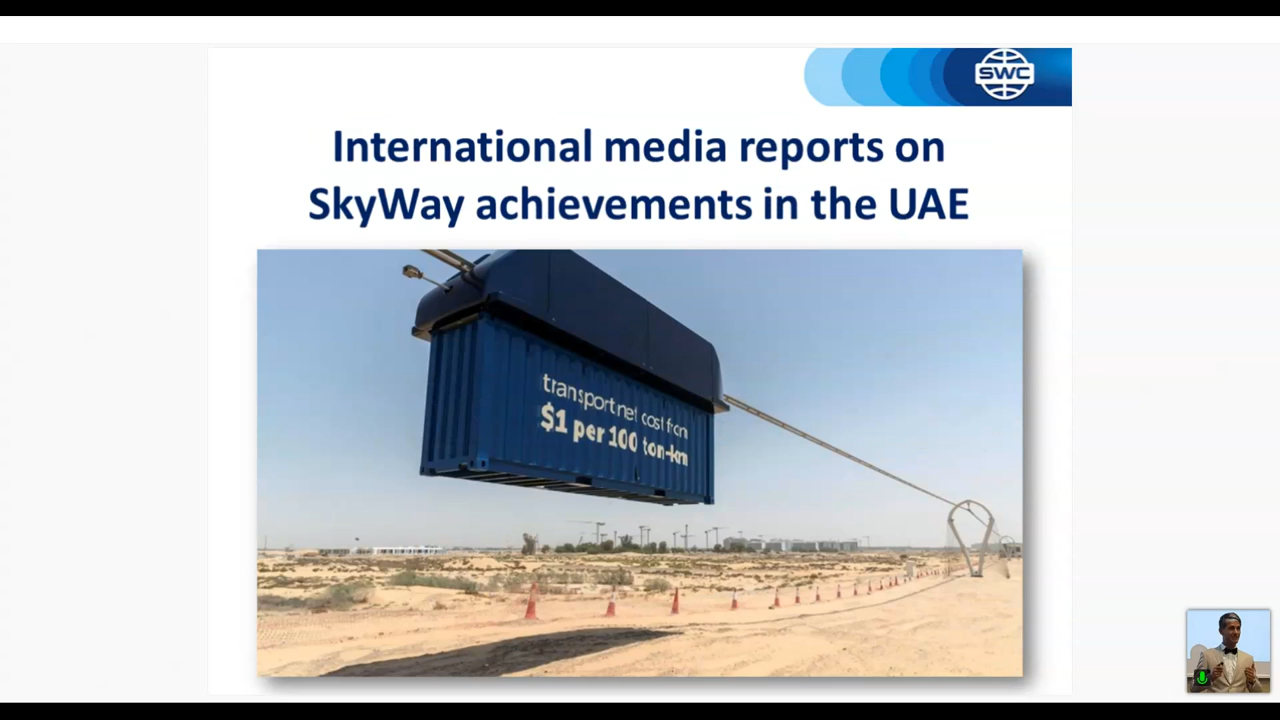 SWC
International media reports on
SkyWay achievements in the UAE
transport net cost from
$1 per 100 ton-km